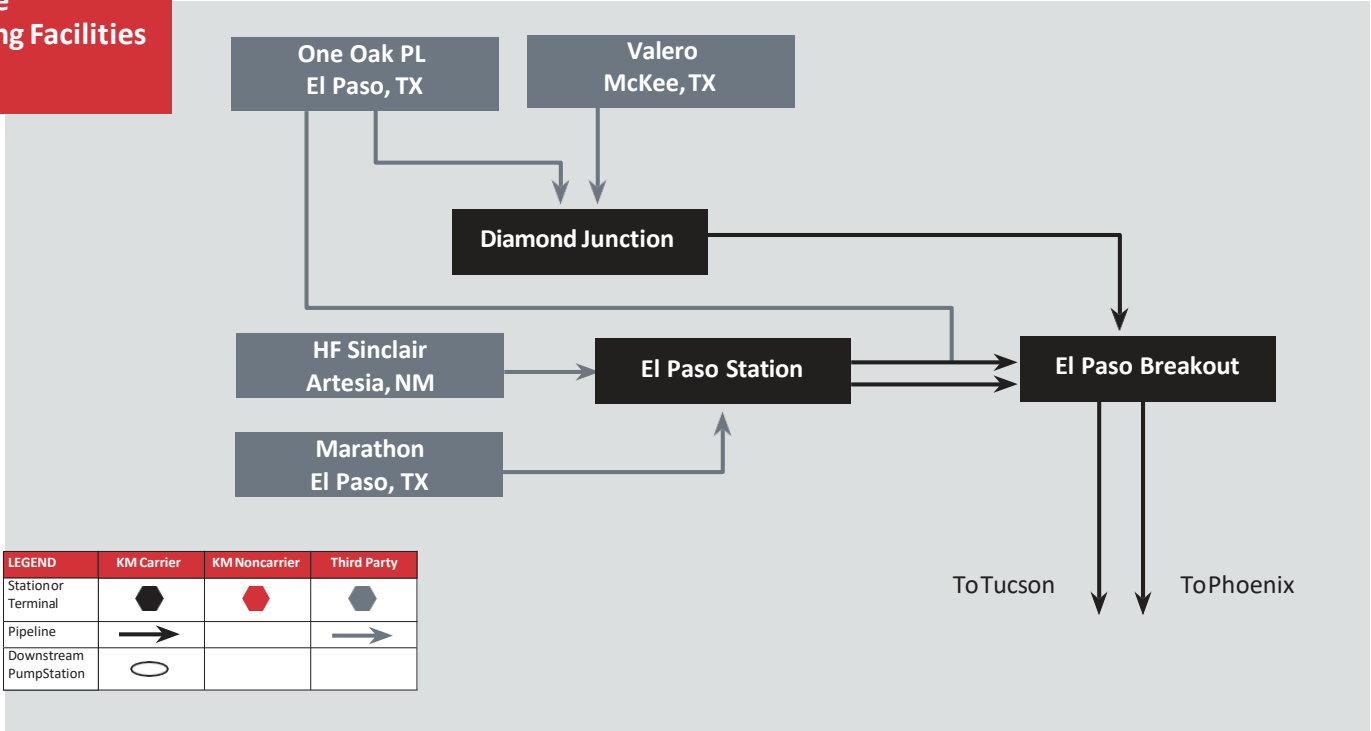 ng Facilities
One Oak PL
El Paso, TX
Valero
McKee, TX
Diamond Junction
HF Sinclair
Artesia, NM
El Paso Station
El Paso Breakout
Marathon
El Paso, TX
To Tucson
To Phoenix
LEGEND KM Carrier KM Noncarrier Third Party
Station or
Terminal
Pipeline
Downstream
PumpStation